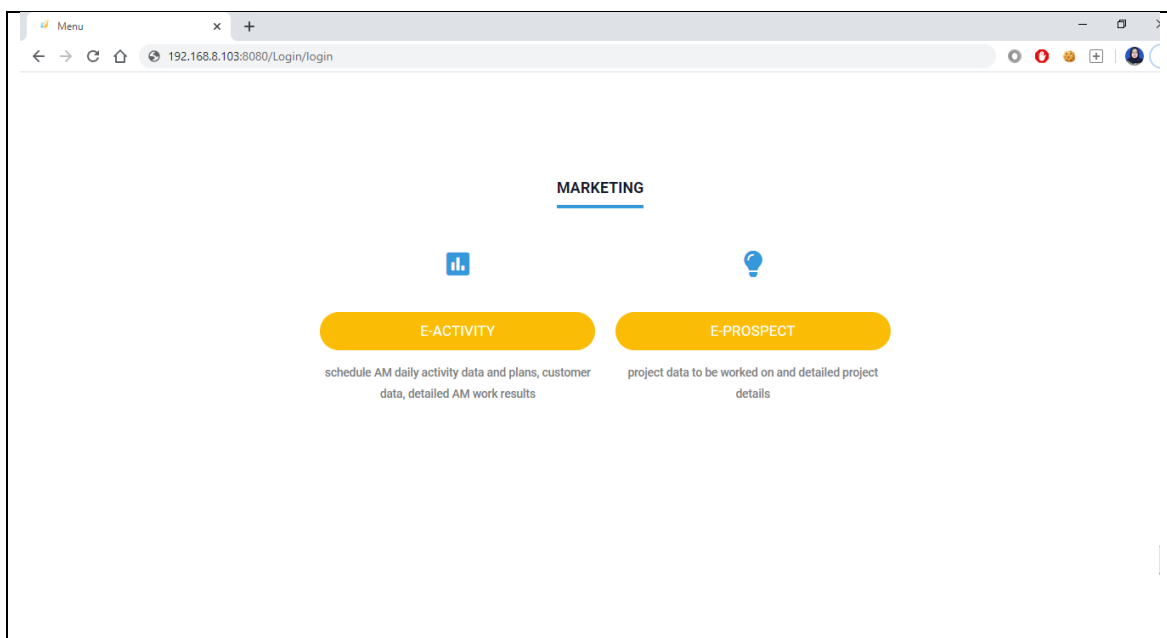 Menu
192.168.8.103:8080/Login/login
MARKETING
E-ACTIVITY
E-PROSPECT
schedule AM daily activity data and plans, customer
data, detailed AM work results
project data to be worked on and detailed project
details